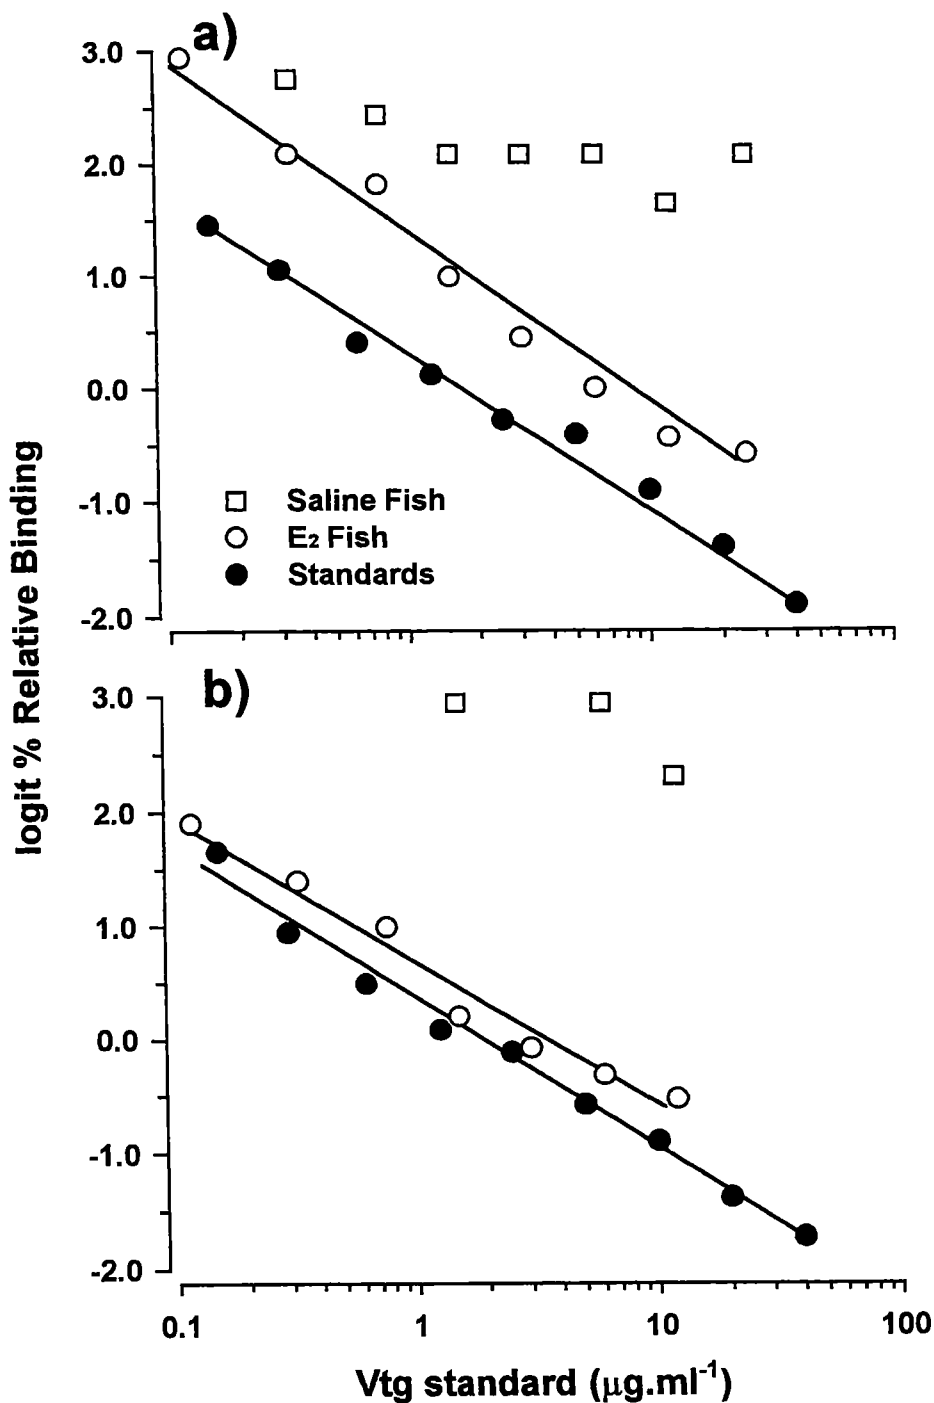 a)
3.0
2.0
1.0
0.0
-1.0
-2.0
Saline Fish
E₂ Fish
Standards
logit % Relative Binding
b)
3.0
2.0
1.0
0.0
-1.0
-2.0
0.1 1 10 100
Vtg standard (μg.ml⁻¹)